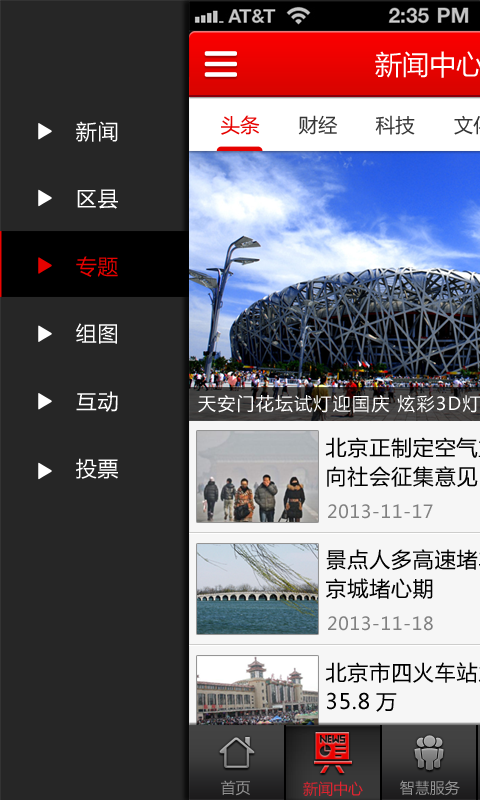 AT&T
2:35 PM
新闻中心
新闻
区县
专题
组图
互动
投票
头条 财经 科技
天安门花坛试灯迎国庆 炫彩3D灯
北京正制定空气
向社会征集意见
2013-11-17
景点人多高速堵
京城堵心期
2013-11-18
北京市四火车站
35.8 万
NEWS
首页 新闻中心 智慧服务